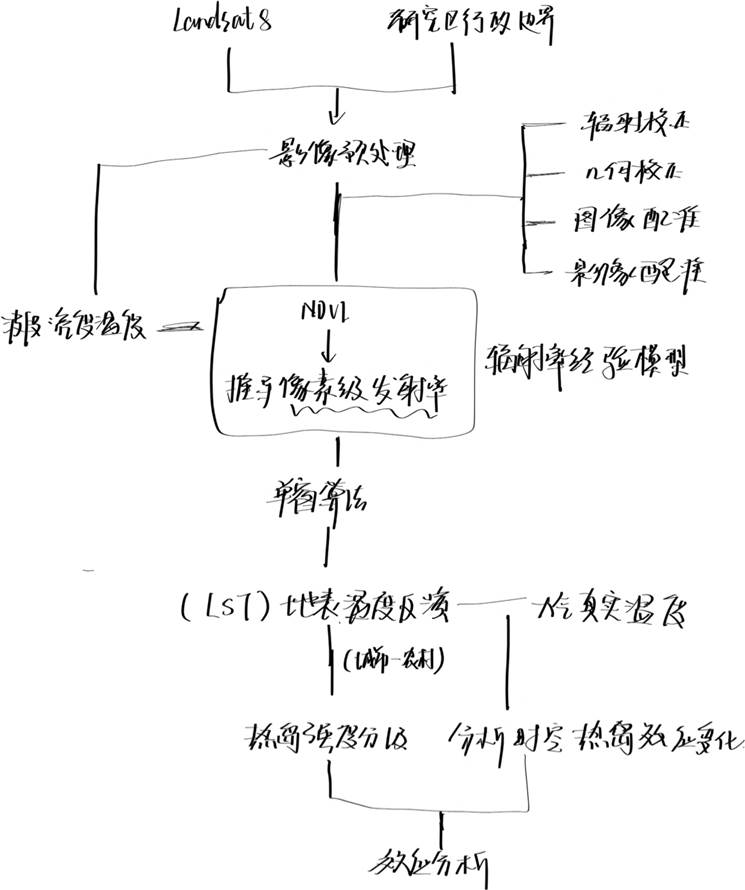 Landsat 8
研究区行政边界
影像预处理
辐射校正
几何校正
图像配准
影像匹配准
亮度温度
NDVI
推导像素级发射率
辐射率经验模型
单窗算法
(LST) 地表温度反演
真实温度
(城市-农村)
热岛强度分级
分析时空热岛效应变化
效应分析